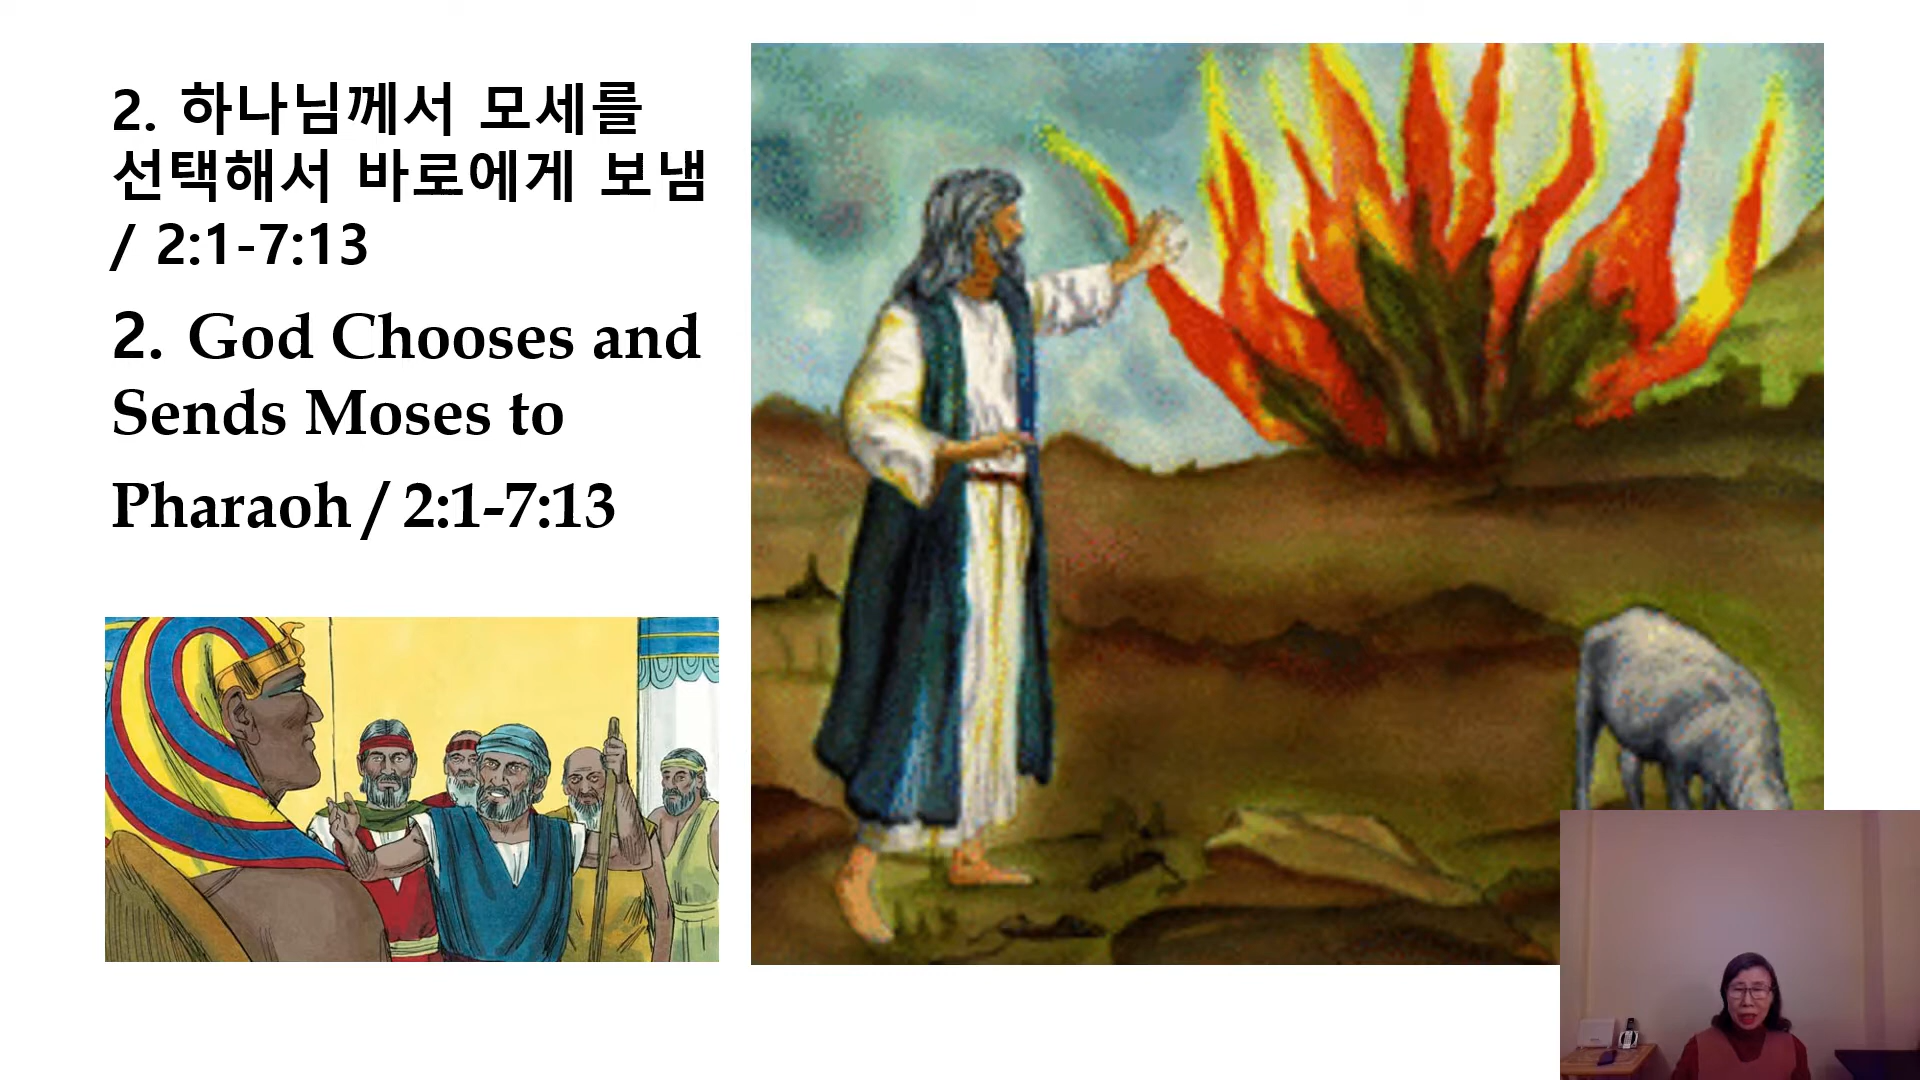 2. 하나님께서 모세를
선택해서 바로에게 보냄
/ 2:1-7:13
2. God Chooses and
Sends Moses to
Pharaoh / 2:1-7:13